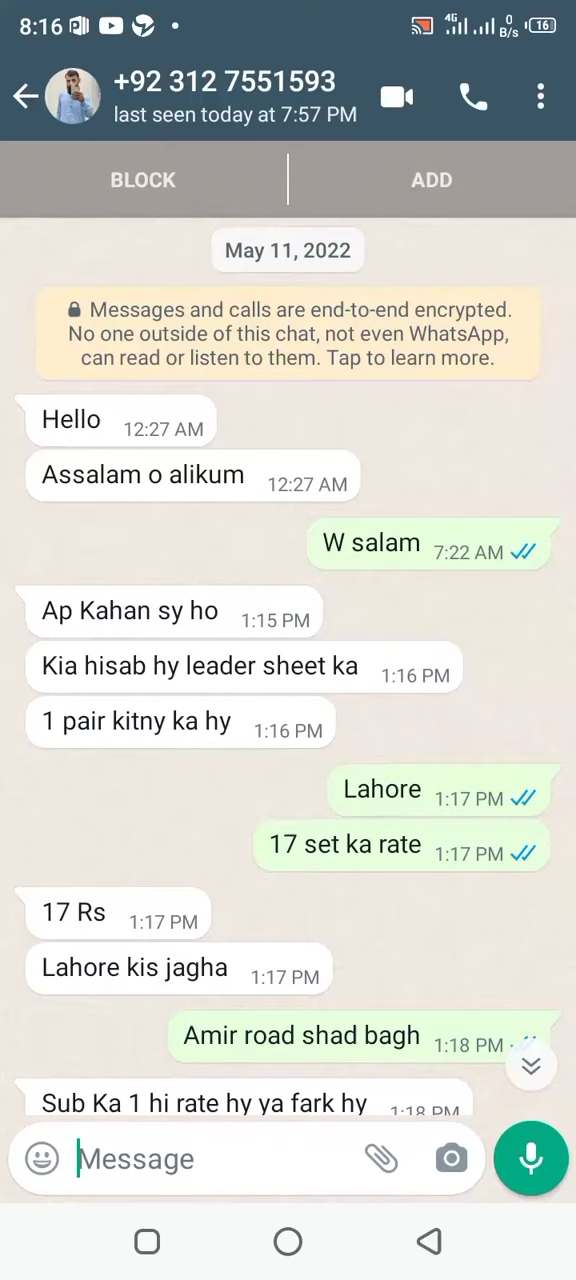 8:16
4G
0 B/s
16
+92 312 7551593
last seen today at 7:57 PM
BLOCK
ADD
May 11, 2022
Messages and calls are end-to-end encrypted.
No one outside of this chat, not even WhatsApp,
can read or listen to them. Tap to learn more.
Hello 12:27 AM
Assalam o alikum 12:27 AM
W salam 7:22 AM
Ap Kahan sy ho 1:15 PM
Kia hisab hy leader sheet ka 1:16 PM
1 pair kitny ka hy 1:16 PM
Lahore 1:17 PM
17 set ka rate 1:17 PM
17 Rs 1:17 PM
Lahore kis jagha 1:17 PM
Amir road shad bagh 1:18 PM
Sub Ka 1 hi rate hy ya fark hy 1:18 PM
Message